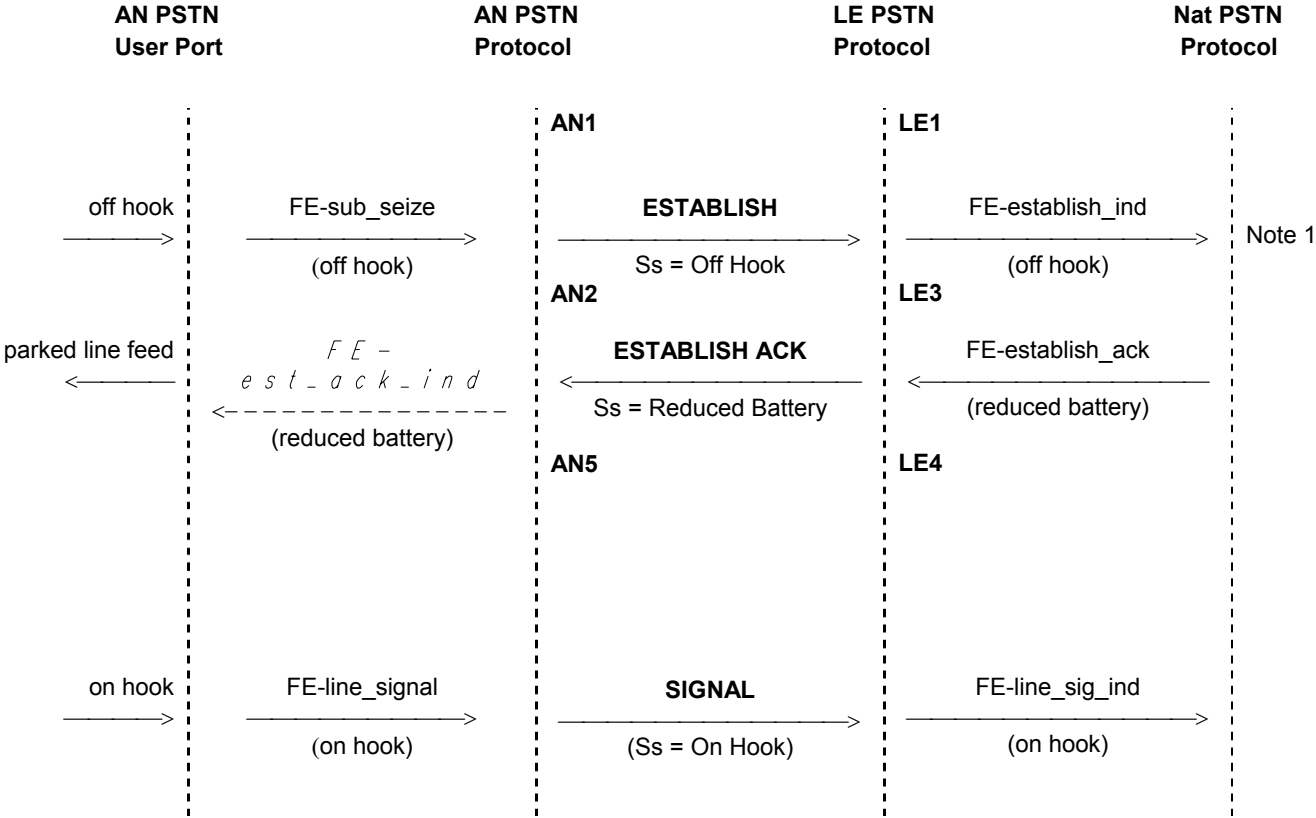 AN PSTN
User Port
AN PSTN
Protocol
LE PSTN
Protocol
Nat PSTN
Protocol
AN1
LE1
off hook
FE-sub_seize
(off hook)
ESTABLISH
Ss = Off Hook
FE-establish_ind
(off hook)
Note 1
AN2
LE3
parked line feed
FE-
est_ack_ind
(reduced battery)
ESTABLISH ACK
Ss = Reduced Battery
FE-establish_ack
(reduced battery)
AN5
LE4
on hook
FE-line_signal
(on hook)
SIGNAL
(Ss = On Hook)
FE-line_sig_ind
(on hook)